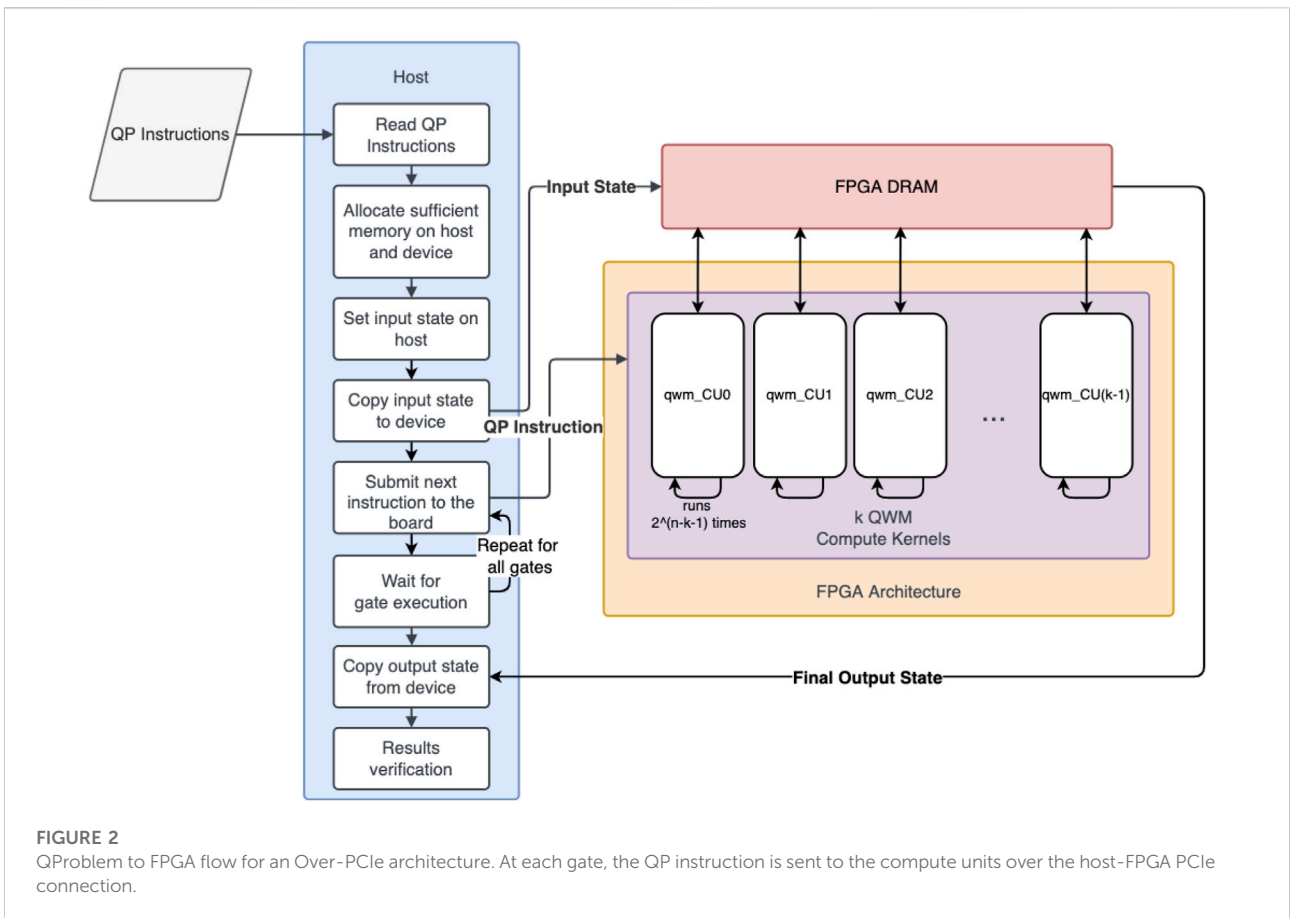 QP Instructions
Host
Read QP
Instructions
Allocate sufficient
memory on host
and device
Set input state on
host
Copy input state
to device
Submit next
instruction to the
board
Repeat for
all gates
Wait for
gate execution
Copy output state
from device
Results
verification
Input State
QP Instruction
FPGA DRAM
qwm_CU0
qwm_CU1
qwm_CU2
...
qwm_CU(k-1)
runs
2^(n-k-1) times
k QWM
Compute Kernels
FPGA Architecture
Final Output State
FIGURE 2
QProblem to FPGA flow for an Over-PCIe architecture. At each gate, the QP instruction is sent to the compute units over the host-FPGA PCIe
connection.